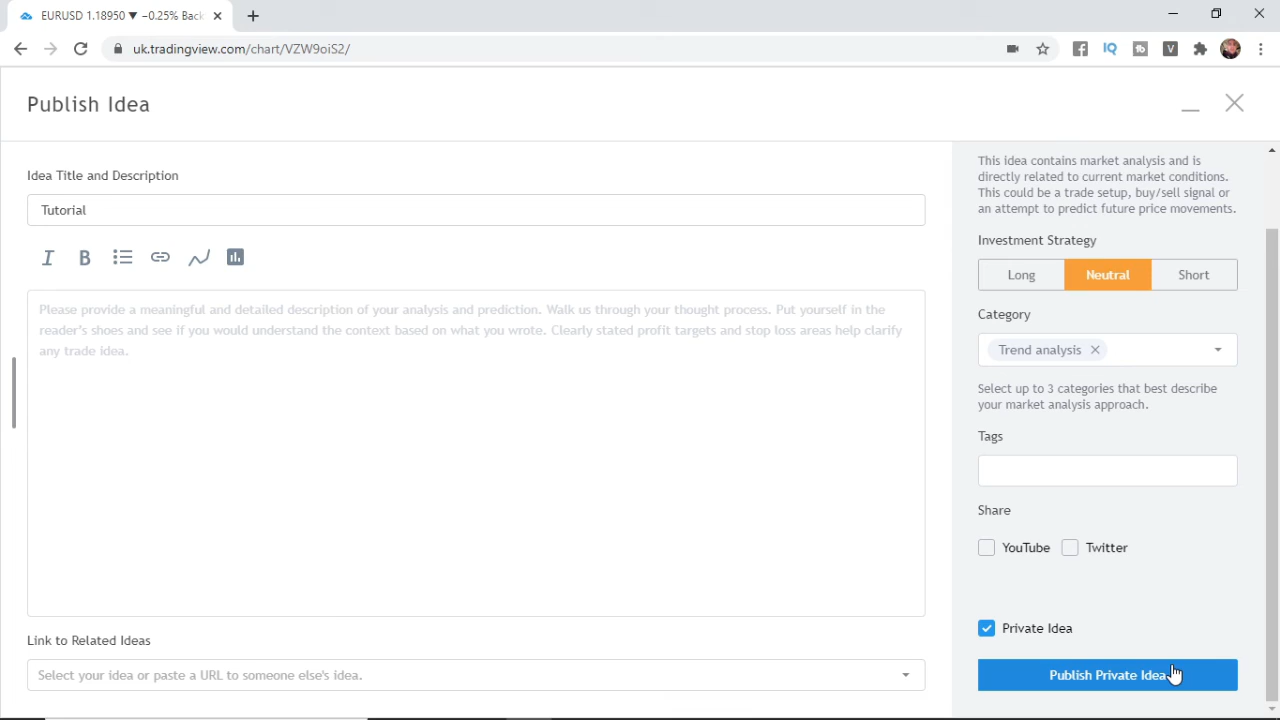 EURUSD 1.18950 ▼ −0.25% Back
uk.tradingview.com/chart/VZW9oiS2/
IQ
tb
V
Publish Idea
Idea Title and Description
Tutorial
I B
Please provide a meaningful and detailed description of your analysis and prediction. Walk us through your thought process. Put yourself in the
reader's shoes and see if you would understand the context based on what you wrote. Clearly stated profit targets and stop loss areas help clarify
any trade idea.
Link to Related Ideas
Select your idea or paste a URL to someone else's idea.
This idea contains market analysis and is
directly related to current market conditions.
This could be a trade setup, buy/sell signal or
an attempt to predict future price movements.
Investment Strategy
Long Neutral Short
Category
Trend analysis
Select up to 3 categories that best describe
your market analysis approach.
Tags
Share
YouTube Twitter
Private Idea
Publish Private Idea